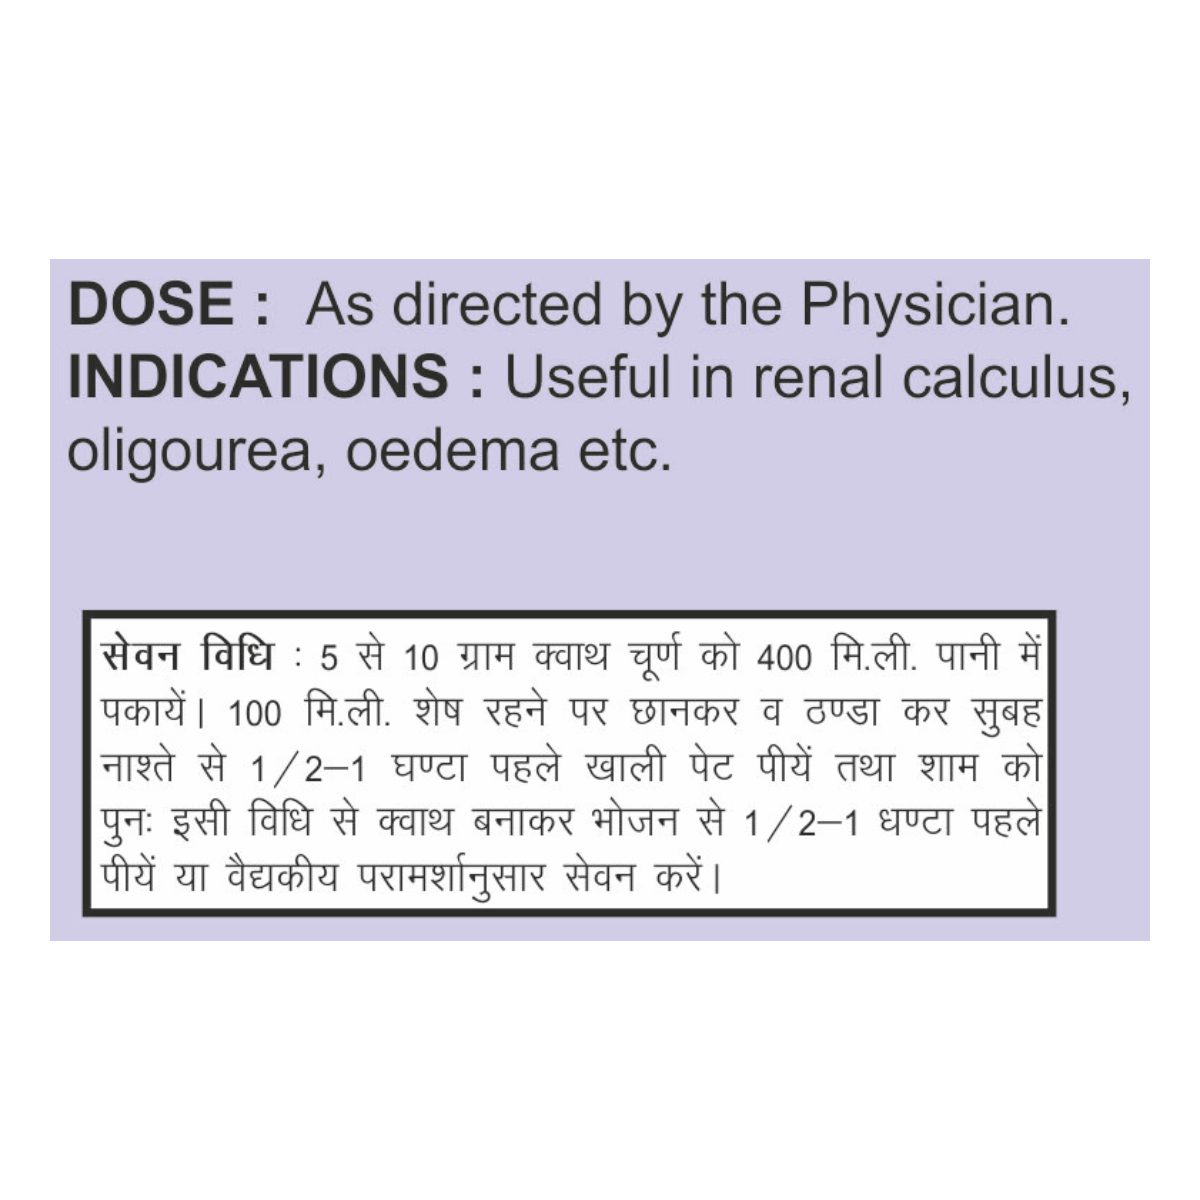 DOSE : As directed by the Physician.
INDICATIONS : Useful in renal calculus,
oligourea, oedema etc.
सेवन विधि : 5 से 10 ग्राम क्वाथ चूर्ण को 400 मि.ली. पानी में
पकायें। 100 मि.ली. शेष रहने पर छानकर व ठण्डा कर सुबह
नाश्ते से 1/2–1 घण्टा पहले खाली पेट पीयें तथा शाम को
पुनः इसी विधि से क्वाथ बनाकर भोजन से 1/2–1 धण्टा पहले
पीयें या वैद्यकीय परामर्शानुसार सेवन करें।